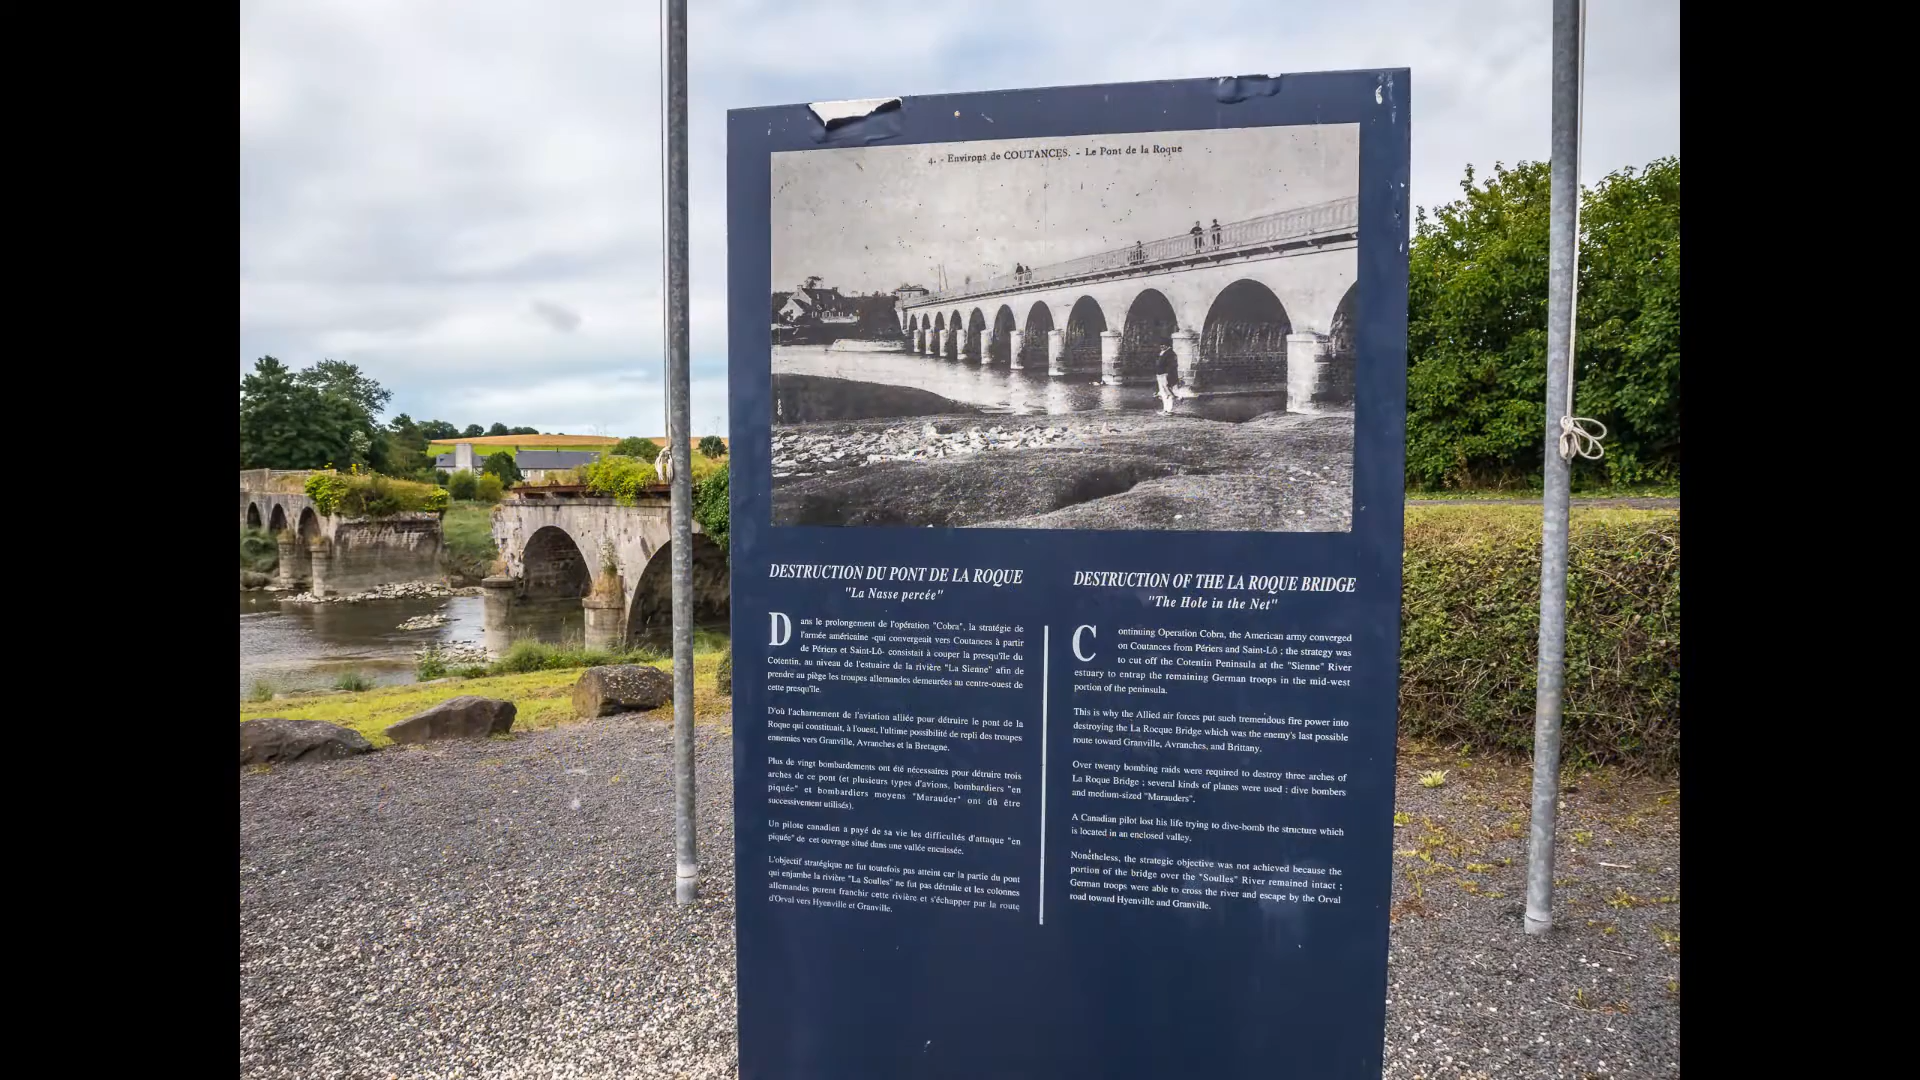 4. - Environs de COUTANCES. - Le Pont de la Roque
DESTRUCTION DU PONT DE LA ROQUE
"La Nasse percée"
Dans le prolongement de l'opération "Cobra", la stratégie de
l'armée américaine -qui convergeait vers Coutances à partir
de Périers et Saint-Lô- consistait à couper la presqu'île du
Cotentin, au niveau de l'estuaire de la rivière "La Sienne" afin de
prendre au piège les troupes allemandes demeurées au centre-ouest de
cette presqu'île.
D'où l'acharnement de l'aviation alliée pour détruire le pont de la
Roque qui constituait, à l'ouest, l'ultime possibilité de repli des troupes
ennemies vers Granville, Avranches et la Bretagne.
Plus de vingt bombardements ont été nécessaires pour détruire trois
arches de ce pont (et plusieurs types d'avions, bombardiers "en
piquée" et bombardiers moyens "Marauder" ont dû être
successivement utilisés).
Un pilote canadien a payé de sa vie les difficultés d'attaque "en
piquée" de cet ouvrage situé dans une vallée encaissée.
L'objectif stratégique ne fut toutefois pas atteint car la partie du pont
qui enjambe la rivière "La Soulles" ne fut pas détruite et les colonnes
allemandes purent franchir cette rivière et s'échapper par la route
d'Orval vers Hyenville et Granville.
DESTRUCTION OF THE LA ROQUE BRIDGE
"The Hole in the Net"
Continuing Operation Cobra, the American army converged
on Coutances from Périers and Saint-Lô ; the strategy was
to cut off the Cotentin Peninsula at the "Sienne" River
estuary to entrap the remaining German troops in the mid-west
portion of the peninsula.
This is why the Allied air forces put such tremendous fire power into
destroying the La Rocque Bridge which was the enemy's last possible
route toward Granville, Avranches, and Brittany.
Over twenty bombing raids were required to destroy three arches of
La Roque Bridge ; several kinds of planes were used : dive bombers
and medium-sized "Marauders".
A Canadian pilot lost his life trying to dive-bomb the structure which
is located in an enclosed valley.
Nonetheless, the strategic objective was not achieved because the
portion of the bridge over the "Soulles" River remained intact ;
German troops were able to cross the river and escape by the Orval
road toward Hyenville and Granville.